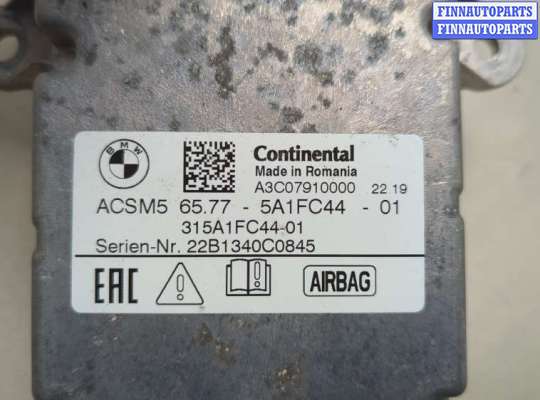 FINNAUTOPARTS
FINNAUTOPARTS
BMW
Continental
Made in Romania
A3C07910000 22 19
ACSM5 65.77 - 5A1FC44 - 01
315A1FC44-01
Serien-Nr. 22B1340C0845
EAC
AIRBAG